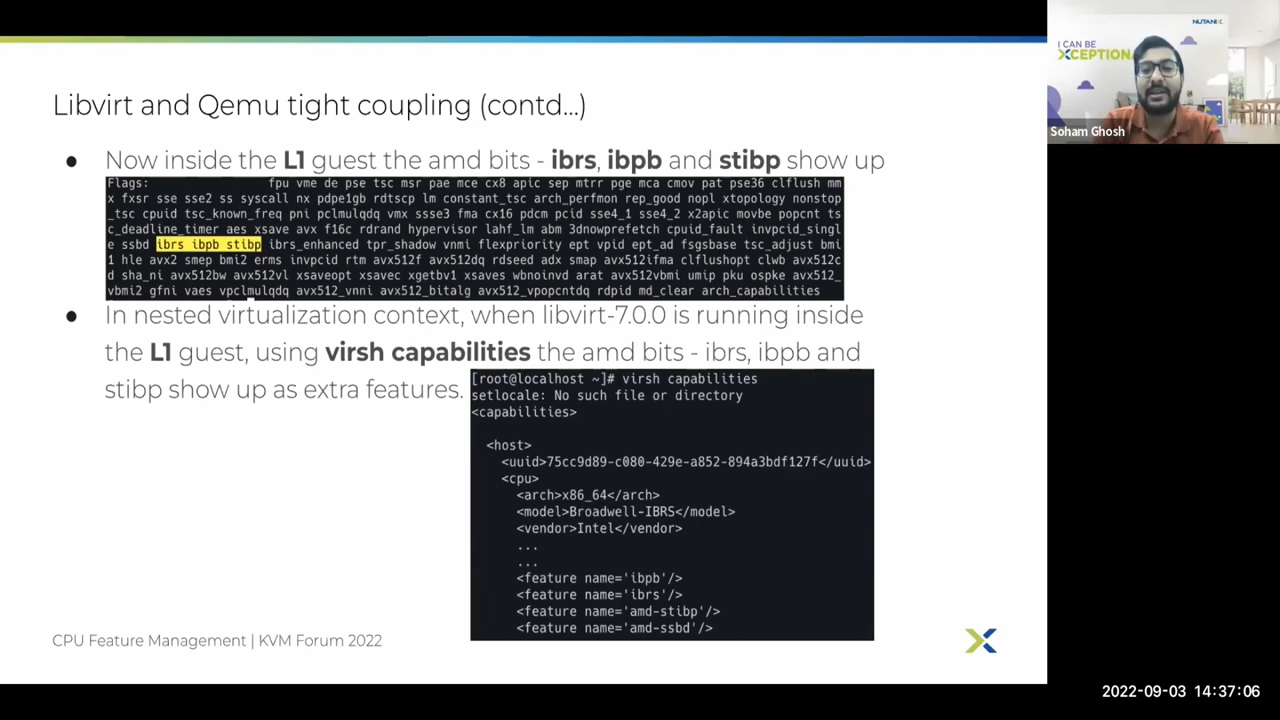 Libvirt and Qemu tight coupling (contd...)
● Now inside the L1 guest the amd bits - ibrs, ibpb and stibp show up
Flags: fpu vme de pse tsc msr pae mce cx8 apic sep mtrr pge mca cmov pat pse36 clflush mm
x fxsr sse sse2 ss syscall nx pdpe1gb rdtscp lm constant_tsc arch_perfmon rep_good nopl xtopology nonstop
_tsc cpuid tsc_known_freq pni pclmulqdq vmx ssse3 fma cx16 pdcm pcid sse4_1 sse4_2 x2apic movbe popcnt ts
c_deadline_timer aes xsave avx f16c rdrand hypervisor lahf_lm abm 3dnowprefetch cpuid_fault invpcid_singl
e ssbd ibrs ibpb stibp ibrs_enhanced tpr_shadow vnmi flexpriority ept vpid ept_ad fsgsbase tsc_adjust bmi
1 hle avx2 smep bmi2 erms invpcid rtm avx512f avx512dq rdseed adx smap avx512ifma clflushopt clwb avx512c
d sha_ni avx512bw avx512vl xsaveopt xsavec xgetbv1 xsaves wbnoinvd arat avx512vbmi umip pku ospke avx512_
vbmi2 gfni vaes vpclmulqdq avx512_vnni avx512_bitalg avx512_vpopcntdq rdpid md_clear arch_capabilities
● In nested virtualization context, when libvirt-7.0.0 is running inside
the L1 guest, using virsh capabilities the amd bits - ibrs, ibpb and
stibp show up as extra features.
[root@localhost ~]# virsh capabilities
setlocale: No such file or directory
<capabilities>
<host>
<uuid>75cc9d89-c080-429e-a852-894a3bdf127f</uuid>
<cpu>
<arch>x86_64</arch>
<model>Broadwell-IBRS</model>
<vendor>Intel</vendor>
...
...
<feature name='ibpb'/>
<feature name='ibrs'/>
<feature name='amd-stibp'/>
<feature name='amd-ssbd'/>
CPU Feature Management | KVM Forum 2022
NUTANIX
I CAN BE
XCEPTIONA
Soham Ghosh
2022-09-03 14:37:06